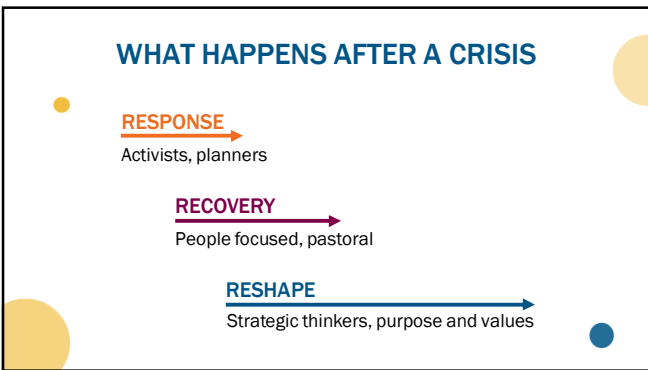 WHAT HAPPENS AFTER A CRISIS
RESPONSE
Activists, planners
RECOVERY
People focused, pastoral
RESHAPE
Strategic thinkers, purpose and values